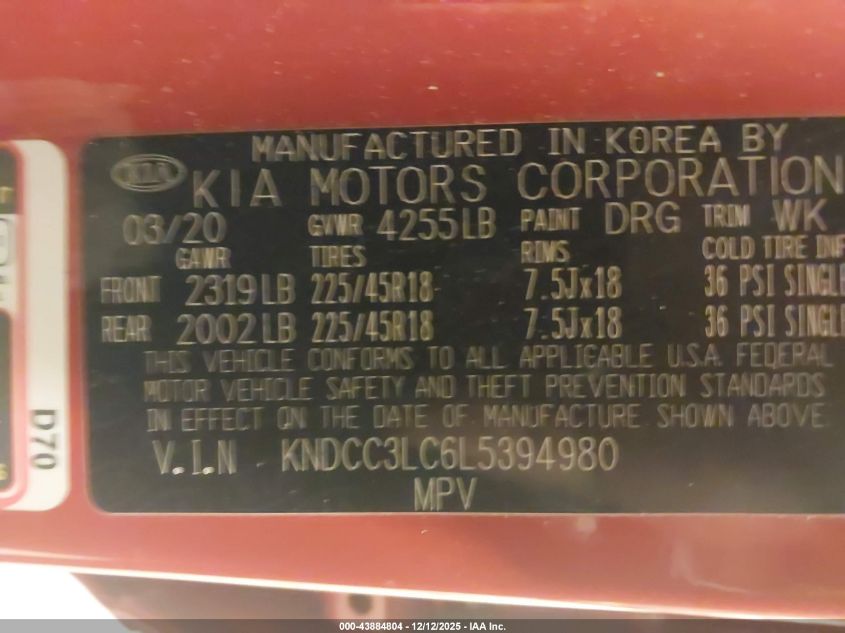 MANUFACTURED IN KOREA BY
KIA KIA MOTORS CORPORATION
03/20 GVWR 4255LB PAINT DRG TRIM WK
GAWR TIRES RIMS COLD TIRE INF
FRONT 2319LB 225/45R18 7.5Jx18 36 PSI SINGLE
REAR 2002LB 225/45R18 7.5Jx18 36 PSI SINGLE
THIS VEHICLE CONFORMS TO ALL APPLICABLE U.S.A. FEDERAL
MOTOR VEHICLE SAFETY AND THEFT PREVENTION STANDARDS
IN EFFECT ON THE DATE OF MANUFACTURE SHOWN ABOVE.
V.I.N KNDCC3LC6L5394980
MPV
D70
000-43884804 - 12/12/2025 - IAA Inc.